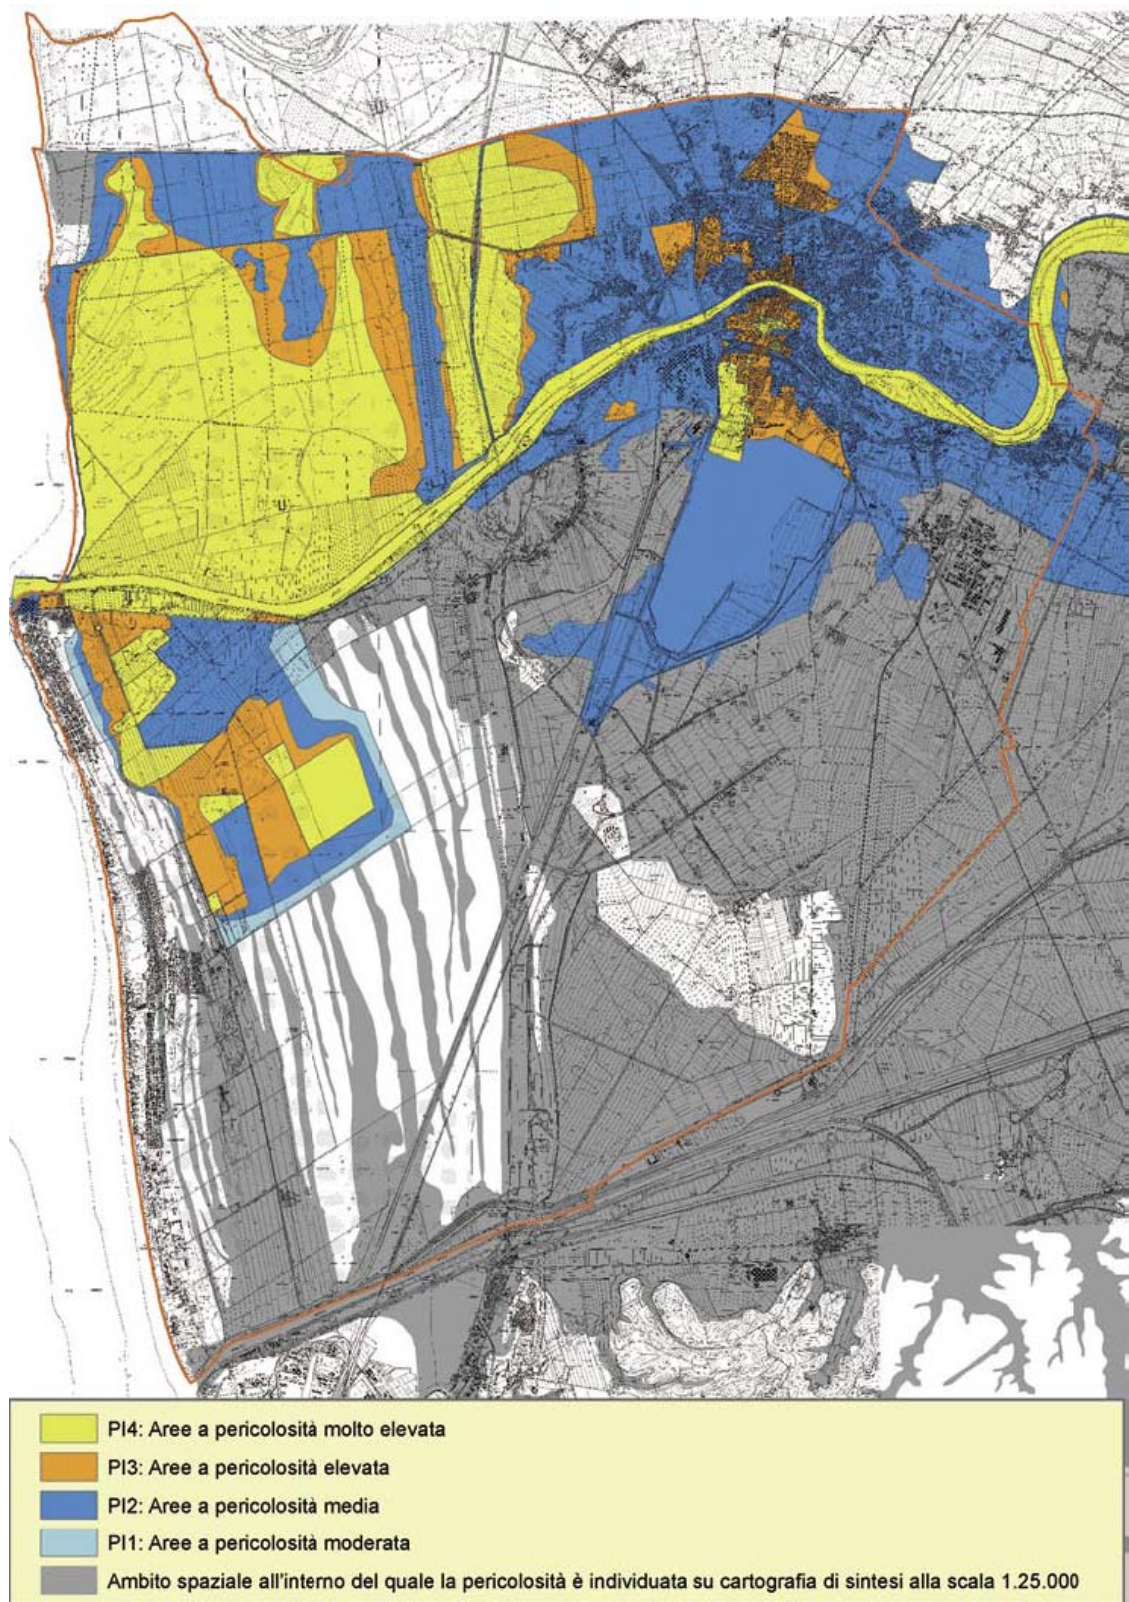 PI4: Aree a pericolosità molto elevata
PI3: Aree a pericolosità elevata
PI2: Aree a pericolosità media
PI1: Aree a pericolosità moderata
Ambito spaziale all'interno del quale la pericolosità è individuata su cartografia di sintesi alla scala 1.25.000